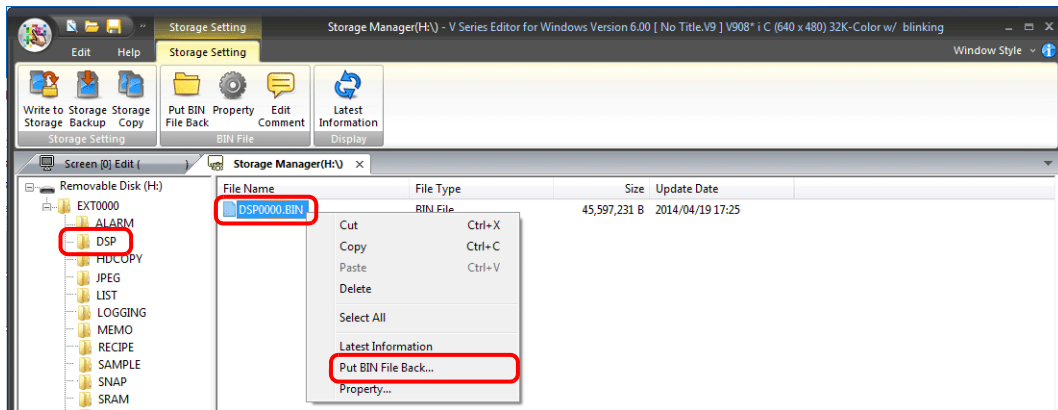 Storage Setting
Storage Manager(H:\) - V Series Editor for Windows Version 6.00 [ No Title.V9 ] V908* i C (640 x 480) 32K-Color w/ blinking
Edit Help Storage Setting
Window Style
Write to Storage Storage Put BIN Property Edit Latest
Storage Backup Copy File Back Comment Information
Storage Setting BIN File Display
Screen [0] Edit ( ) Storage Manager(H:\)
Removable Disk (H:)
File Name File Type Size Update Date
EXT0000
DSP0000.BIN BIN File 45,597,231 B 2014/04/19 17:25
ALARM
DSP
HDCOPY
JPEG
LIST
LOGGING
MEMO
RECIPE
SAMPLE
SNAP
SRAM
Cut Ctrl+X
Copy Ctrl+C
Paste Ctrl+V
Delete
Select All
Latest Information
Put BIN File Back...
Property...